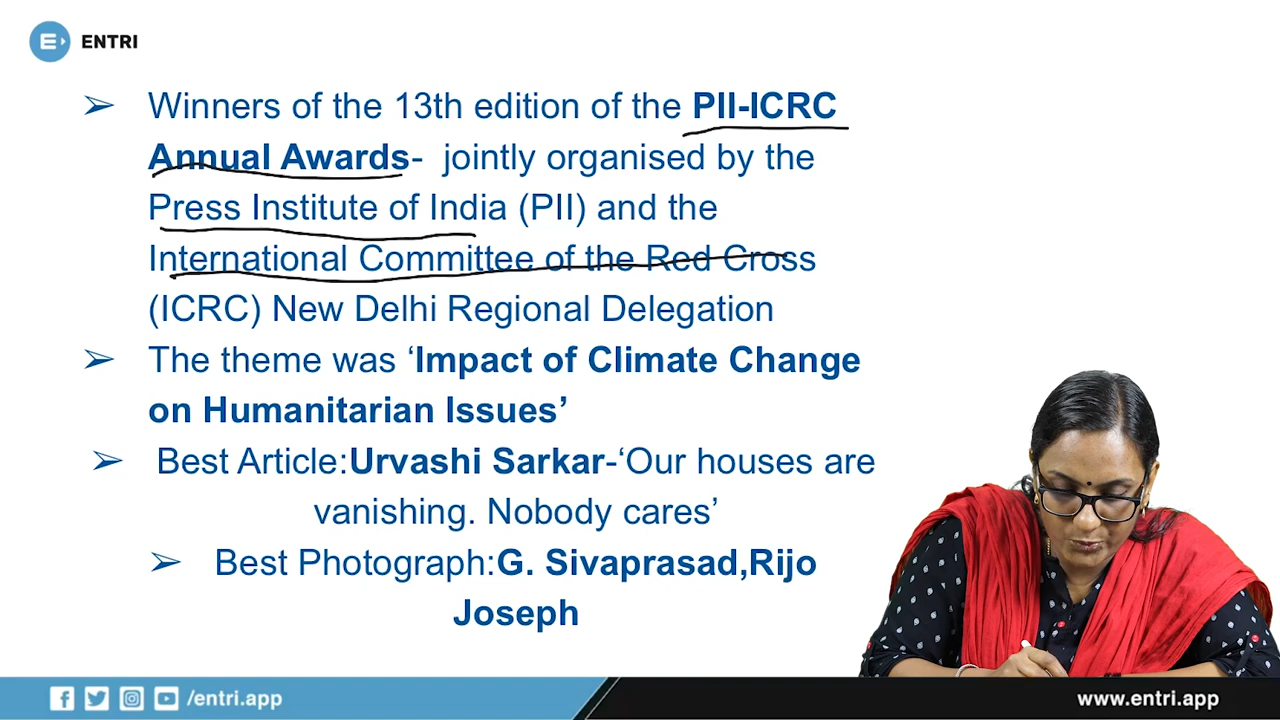 ENTRI
➢ Winners of the 13th edition of the PII-ICRC
Annual Awards- jointly organised by the
Press Institute of India (PII) and the
International Committee of the Red Cross
(ICRC) New Delhi Regional Delegation
➢ The theme was ‘Impact of Climate Change
on Humanitarian Issues’
➢ Best Article:Urvashi Sarkar-‘Our houses are
vanishing. Nobody cares’
➢ Best Photograph:G. Sivaprasad,Rijo
Joseph
/entri.app
www.entri.app